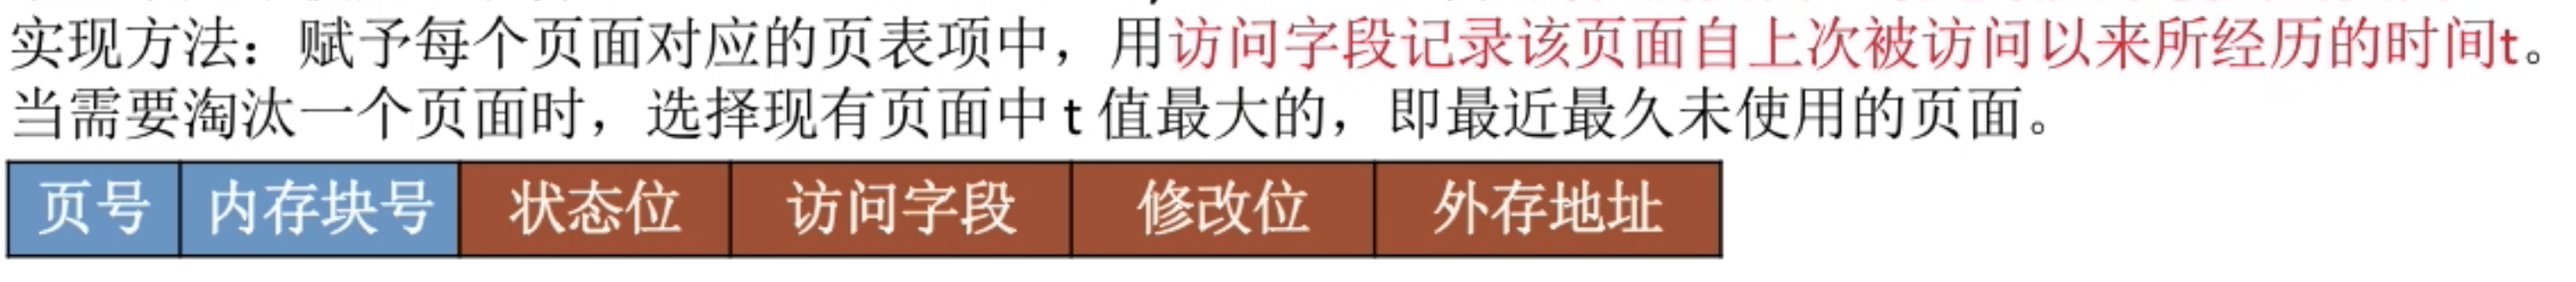 实现方法：赋予每个页面对应的页表项中，用访问字段记录该页面自上次被访问以来所经历的时间t。
当需要淘汰一个页面时，选择现有页面中 t 值最大的，即最近最久未使用的页面。
页号 内存块号 状态位 访问字段 修改位 外存地址